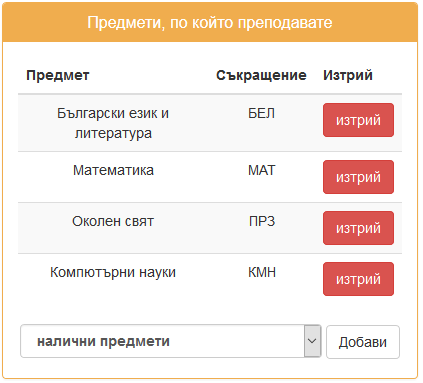 Предмети, по който преподавате
Предмет Съкращение Изтрий
Български език и литература БЕЛ изтрий
Математика МАТ изтрий
Околен свят ПРЗ изтрий
Компютърни науки КМН изтрий
налични предмети Добави